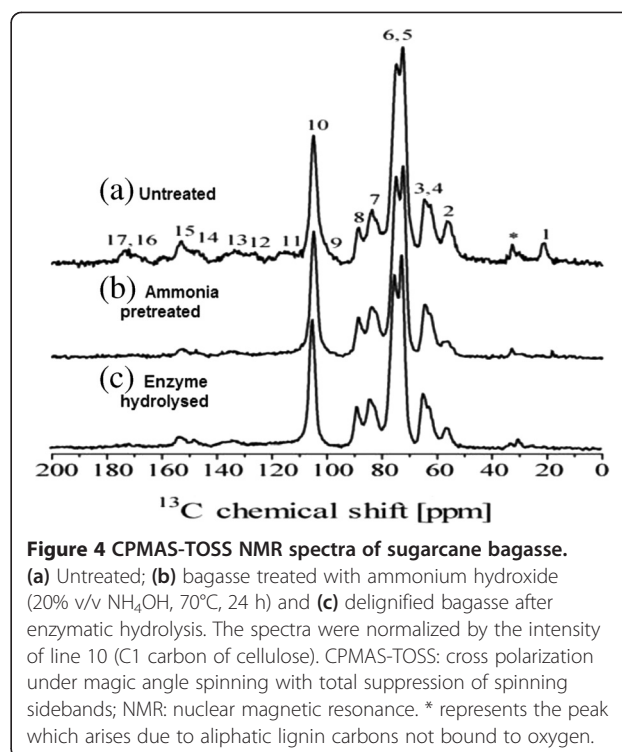 6,5
10
(a) Untreated
7
8
3,4
2
17,16
15
14
13
12
11
9
*
1
(b) Ammonia
pretreated
(c) Enzyme
hydrolysed
200 180 160 140 120 100 80 60 40 20 0
¹³C chemical shift [ppm]
Figure 4 CPMAS-TOSS NMR spectra of sugarcane bagasse.
(a) Untreated; (b) bagasse treated with ammonium hydroxide
(20% v/v NH₄OH, 70°C, 24 h) and (c) delignified bagasse after
enzymatic hydrolysis. The spectra were normalized by the intensity
of line 10 (C1 carbon of cellulose). CPMAS-TOSS: cross polarization
under magic angle spinning with total suppression of spinning
sidebands; NMR: nuclear magnetic resonance. * represents the peak
which arises due to aliphatic lignin carbons not bound to oxygen.